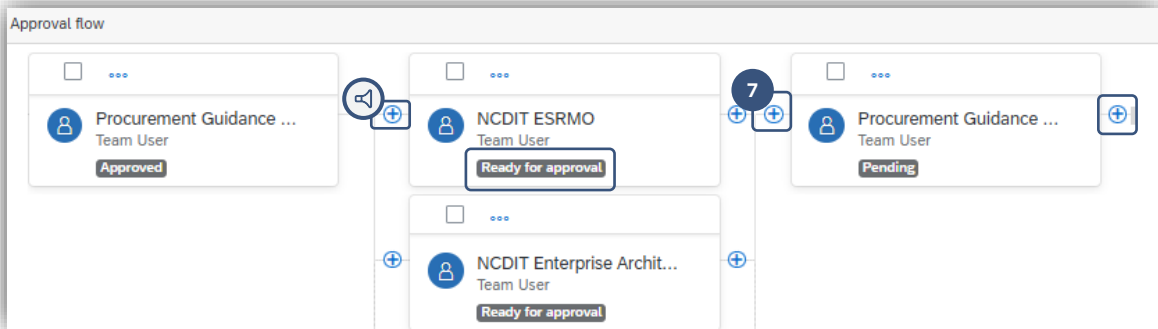 Approval flow
Procurement Guidance ...
Team User
Approved
NCDIT ESRMO
Team User
Ready for approval
7
Procurement Guidance ...
Team User
Pending
NCDIT Enterprise Archit...
Team User
Ready for approval